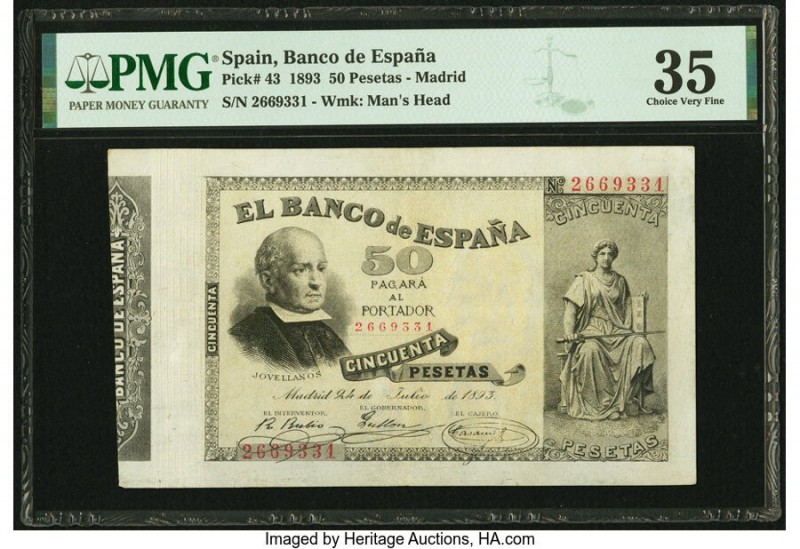 PMG®
PAPER MONEY GUARANTY
Spain, Banco de España
Pick# 43 1893 50 Pesetas - Madrid
S/N 2669331 - Wmk: Man's Head
35
Choice Very Fine
BANCO DE ESPAÑA
Nº 2669331
EL BANCO de ESPAÑA
50
PAGARÁ
AL
PORTADOR
2669331
CINCUENTA
PESETAS
CINCUENTA
JOVELLANOS
Madrid 24 de Julio de 1893.
EL INTERVENTOR,
EL GOBERNADOR,
EL CAJERO,
2669331
CINCUENTA
PESETAS
Imaged by Heritage Auctions, HA.com